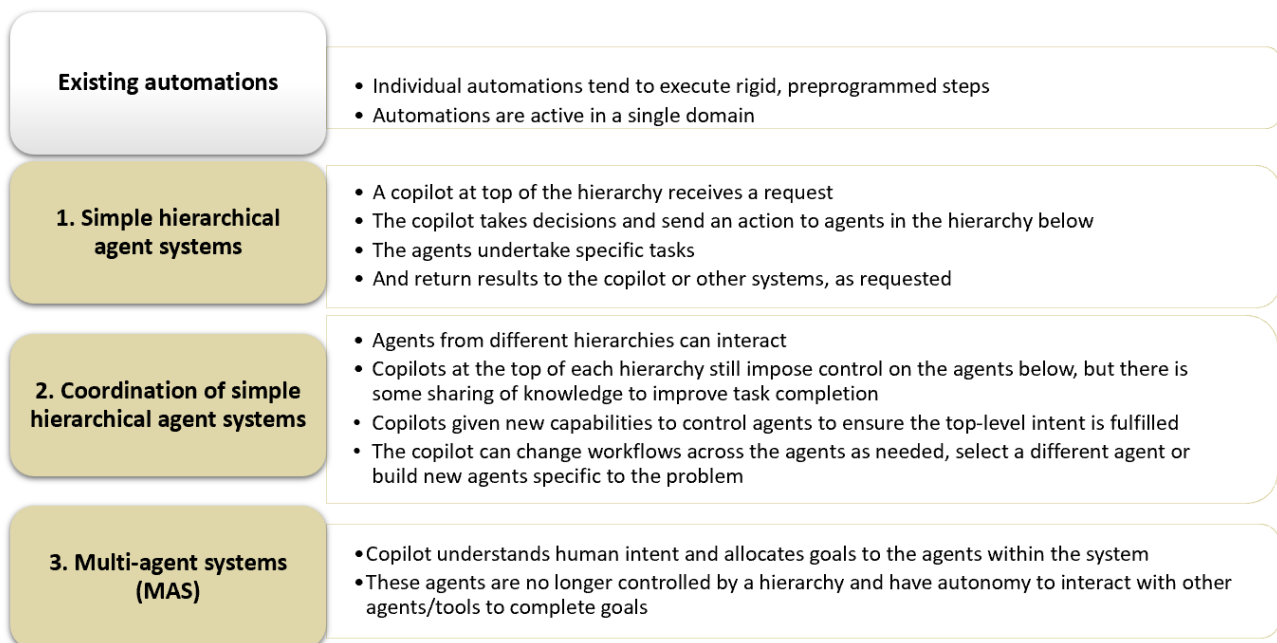 Existing automations
• Individual automations tend to execute rigid, preprogrammed steps
• Automations are active in a single domain
1. Simple hierarchical
agent systems
• A copilot at top of the hierarchy receives a request
• The copilot takes decisions and send an action to agents in the hierarchy below
• The agents undertake specific tasks
• And return results to the copilot or other systems, as requested
2. Coordination of simple
hierarchical agent systems
• Agents from different hierarchies can interact
• Copilots at the top of each hierarchy still impose control on the agents below, but there is
some sharing of knowledge to improve task completion
• Copilots given new capabilities to control agents to ensure the top-level intent is fulfilled
• The copilot can change workflows across the agents as needed, select a different agent or
build new agents specific to the problem
3. Multi-agent systems
(MAS)
•Copilot understands human intent and allocates goals to the agents within the system
•These agents are no longer controlled by a hierarchy and have autonomy to interact with other
agents/tools to complete goals